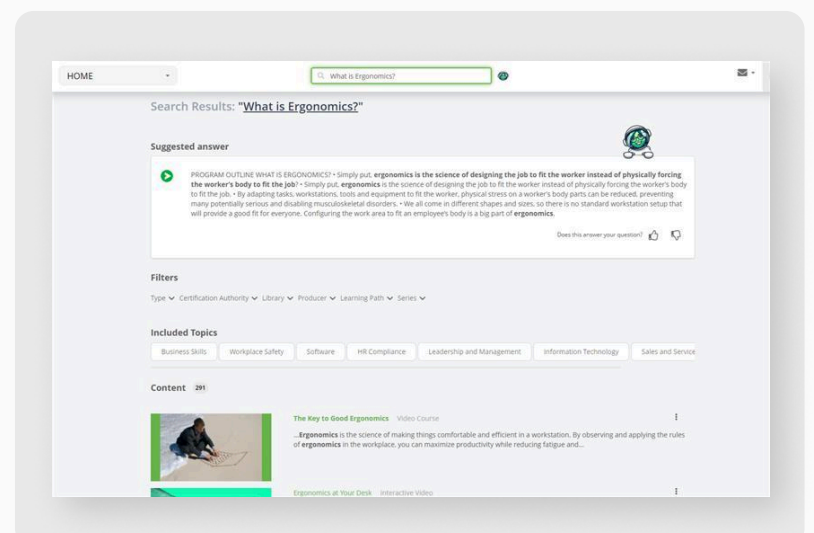 HOME
What is Ergonomics?
Search Results: "What is Ergonomics?"
Suggested answer
PROGRAM OUTLINE WHAT IS ERGONOMICS? • Simply put, ergonomics is the science of designing the job to fit the worker instead of physically forcing
the worker's body to fit the job? • Simply put, ergonomics is the science of designing the job to fit the worker instead of physically forcing the worker's body
to fit the job. • By adapting tasks, workstations, tools and equipment to fit the worker, physical stress on a worker's body parts can be reduced, preventing
many potentially serious and disabling musculoskeletal disorders. • We all come in different shapes and sizes, so there is no standard workstation setup that
will provide a good fit for everyone. Configuring the work area to fit an employee's body is a big part of ergonomics.
Does this answer your question?
Filters
Type Certification Authority Library Producer Learning Path Series
Included Topics
Business Skills Workplace Safety Software HR Compliance Leadership and Management Information Technology Sales and Service
Content 291
The Key to Good Ergonomics Video Course
...Ergonomics is the science of making things comfortable and efficient in a workstation. By observing and applying the rules
of ergonomics in the workplace, you can maximize productivity while reducing fatigue and...
Ergonomics at Your Desk Interactive Video